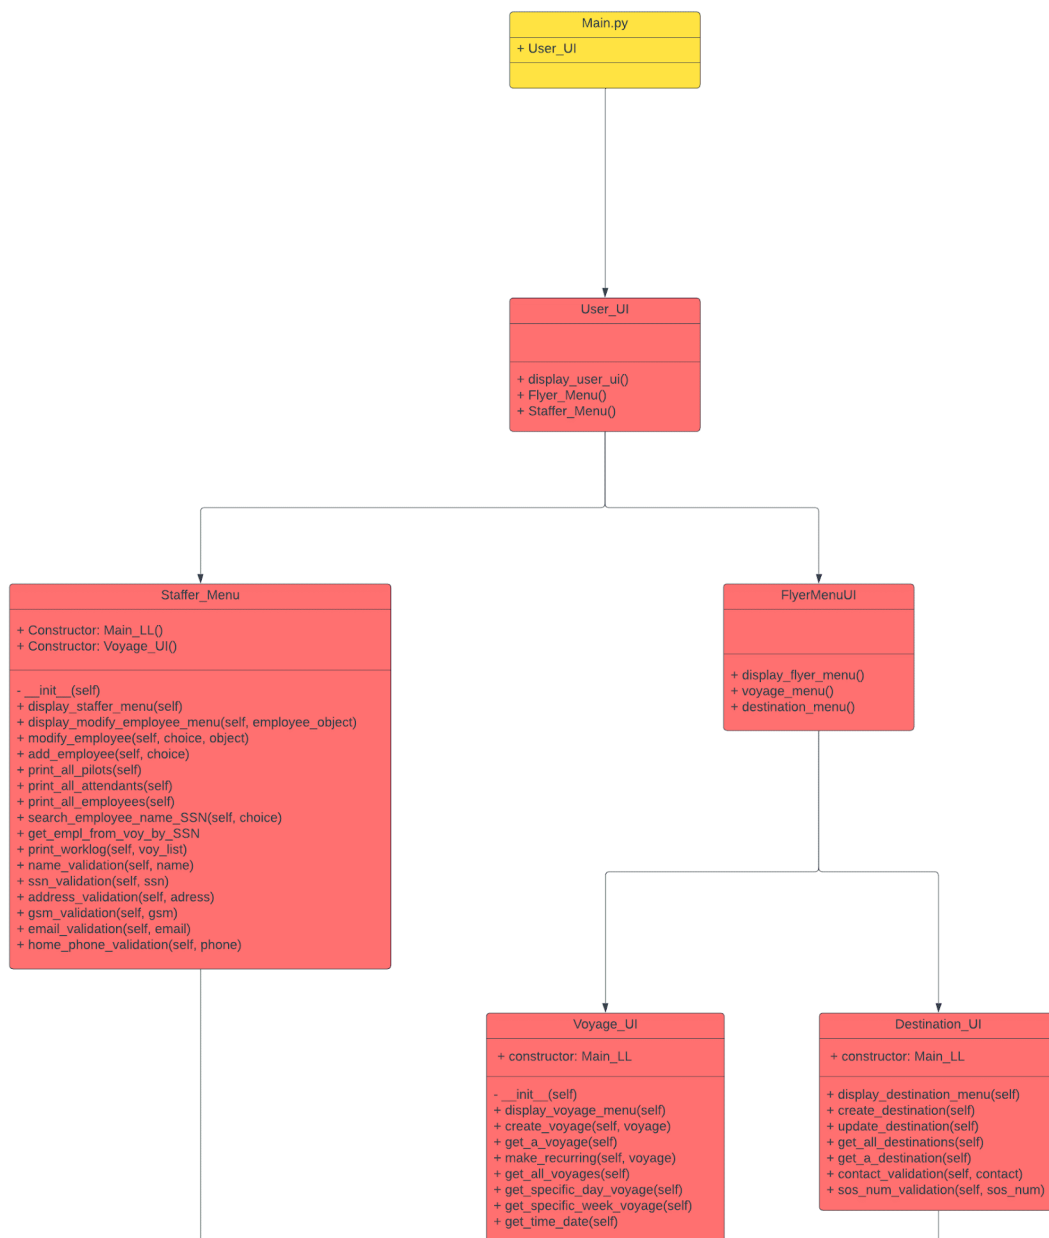 Main.py
+ User_UI
User_UI
+ display_user_ui()
+ Flyer_Menu()
+ Staffer_Menu()
Staffer_Menu
+ Constructor: Main_LL()
+ Constructor: Voyage_UI()
- __init__(self)
+ display_staffer_menu(self)
+ display_modify_employee_menu(self, employee_object)
+ modify_employee(self, choice, object)
+ add_employee(self, choice)
+ print_all_pilots(self)
+ print_all_attendants(self)
+ print_all_employees(self)
+ search_employee_name_SSN(self, choice)
+ get_empl_from_voy_by_SSN
+ print_worklog(self, voy_list)
+ name_validation(self, name)
+ ssn_validation(self, ssn)
+ address_validation(self, adress)
+ gsm_validation(self, gsm)
+ email_validation(self, email)
+ home_phone_validation(self, phone)
FlyerMenuUI
+ display_flyer_menu()
+ voyage_menu()
+ destination_menu()
Voyage_UI
+ constructor: Main_LL
- __init__(self)
+ display_voyage_menu(self)
+ create_voyage(self, voyage)
+ get_a_voyage(self)
+ make_recurring(self, voyage)
+ get_all_voyages(self)
+ get_specific_day_voyage(self)
+ get_specific_week_voyage(self)
+ get_time_date(self)
Destination_UI
+ constructor: Main_LL
+ display_destination_menu(self)
+ create_destination(self)
+ update_destination(self)
+ get_all_destinations(self)
+ get_a_destination(self)
+ contact_validation(self, contact)
+ sos_num_validation(self, sos_num)